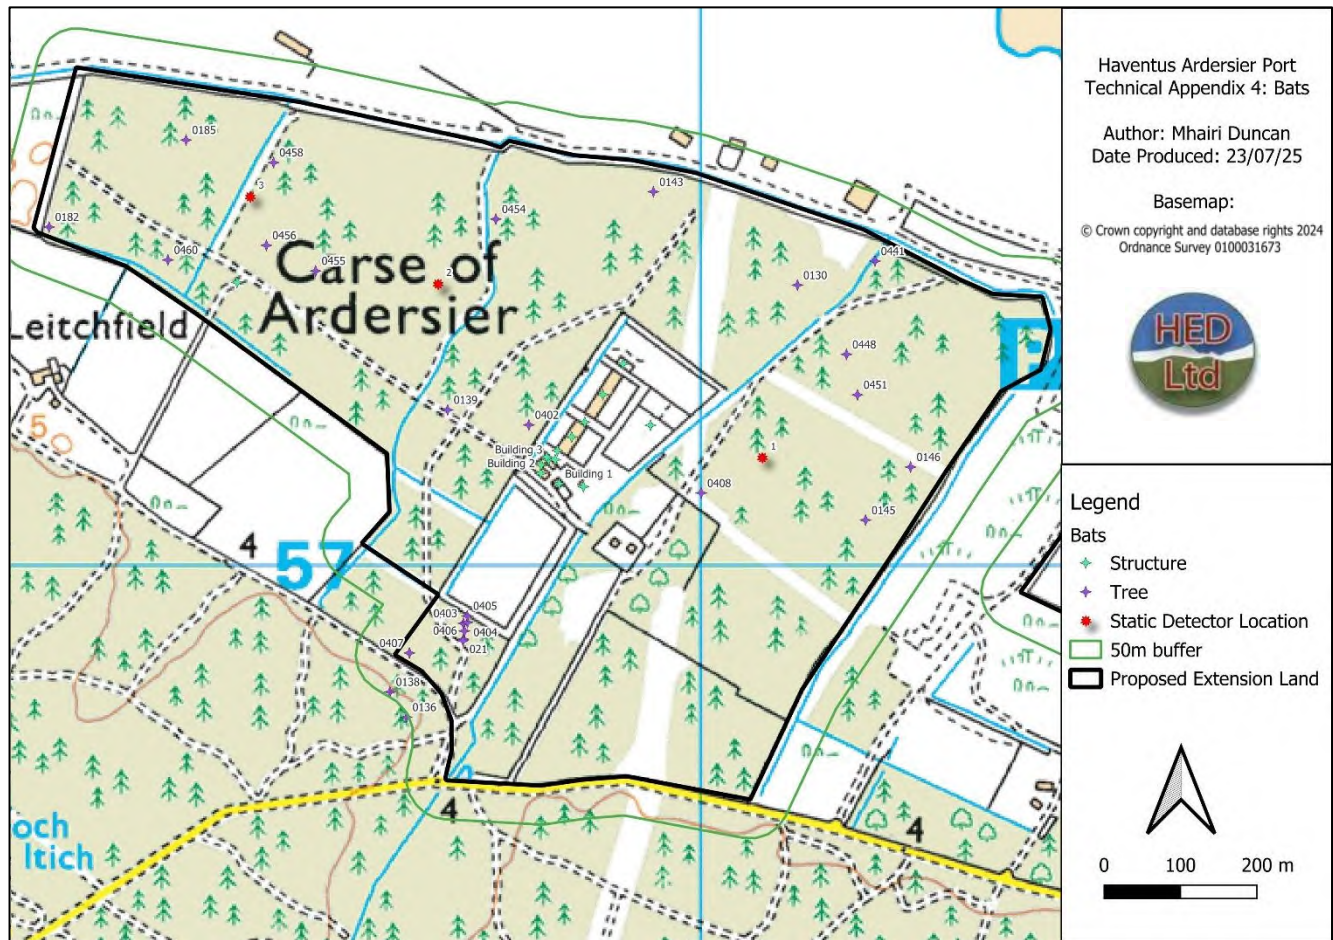 Haventus Ardersier Port
Technical Appendix 4: Bats
Author: Mhairi Duncan
Date Produced: 23/07/25
Basemap:
© Crown copyright and database rights 2024
Ordnance Survey 0100031673
HED
Ltd
Legend
Bats
Structure
Tree
Static Detector Location
50m buffer
Proposed Extension Land
0 100 200 m
0185
0458
3
0143
0182
0454
0460
0456
0455
Carse of
Ardersier
2
0441
0130
Leitchfield
0448
0451
5
0139
0402
Building 3
Building 2
Building 1
1
0146
0408
0145
4
57
0405
0403
0406
0404
021
0407
0138
0136
4
4
och
ltich